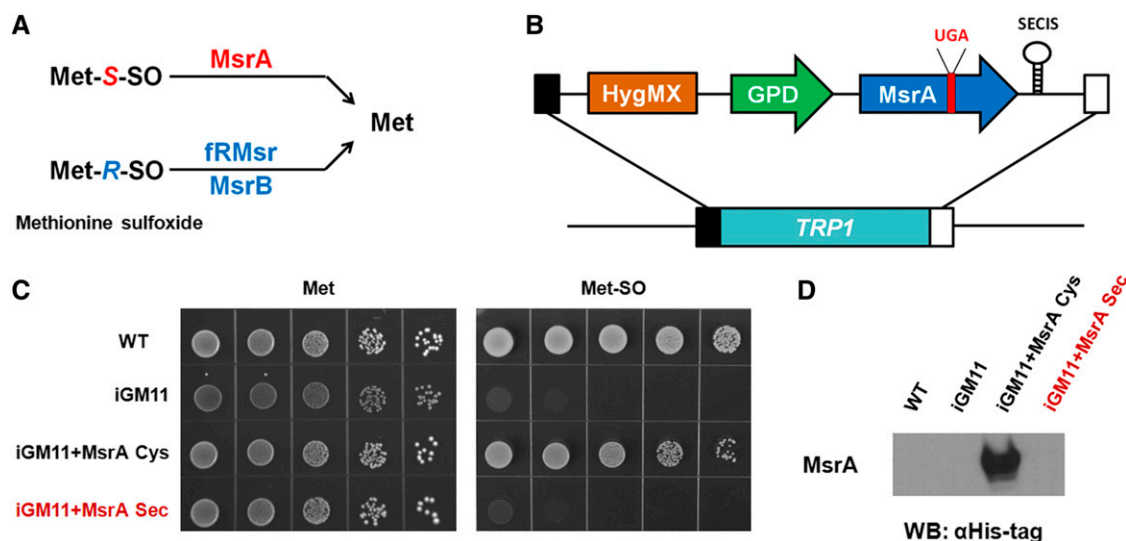 A
Met-S-SO
MsrA
Met
Met-R-SO
fRMsr
MsrB
Methionine sulfoxide
B
SECIS
UGA
HygMX
GPD
MsrA
TRP1
C
Met
Met-SO
WT
iGM11
iGM11+MsrA Cys
iGM11+MsrA Sec
D
WT
iGM11
iGM11+MsrA Cys
iGM11+MsrA Sec
MsrA
WB: αHis-tag